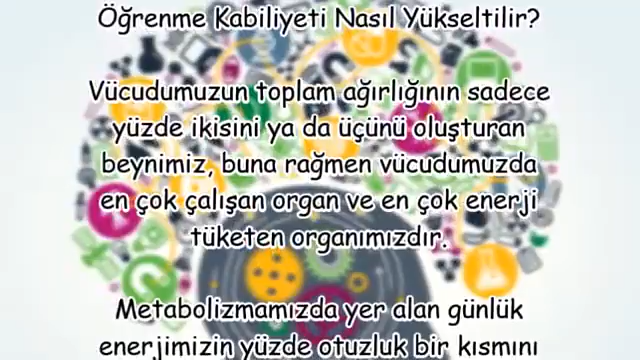 Öğrenme Kabiliyeti Nasıl Yükseltilir?
Vücudumuzun toplam ağırlığının sadece
yüzde ikisini ya da üçünü oluşturan
beynimiz, buna rağmen vücudumuzda
en çok çalışan organ ve en çok enerji
tüketen organımızdır.
Metabolizmamızda yer alan günlük
enerjimizin yüzde otuzluk bir kısmını